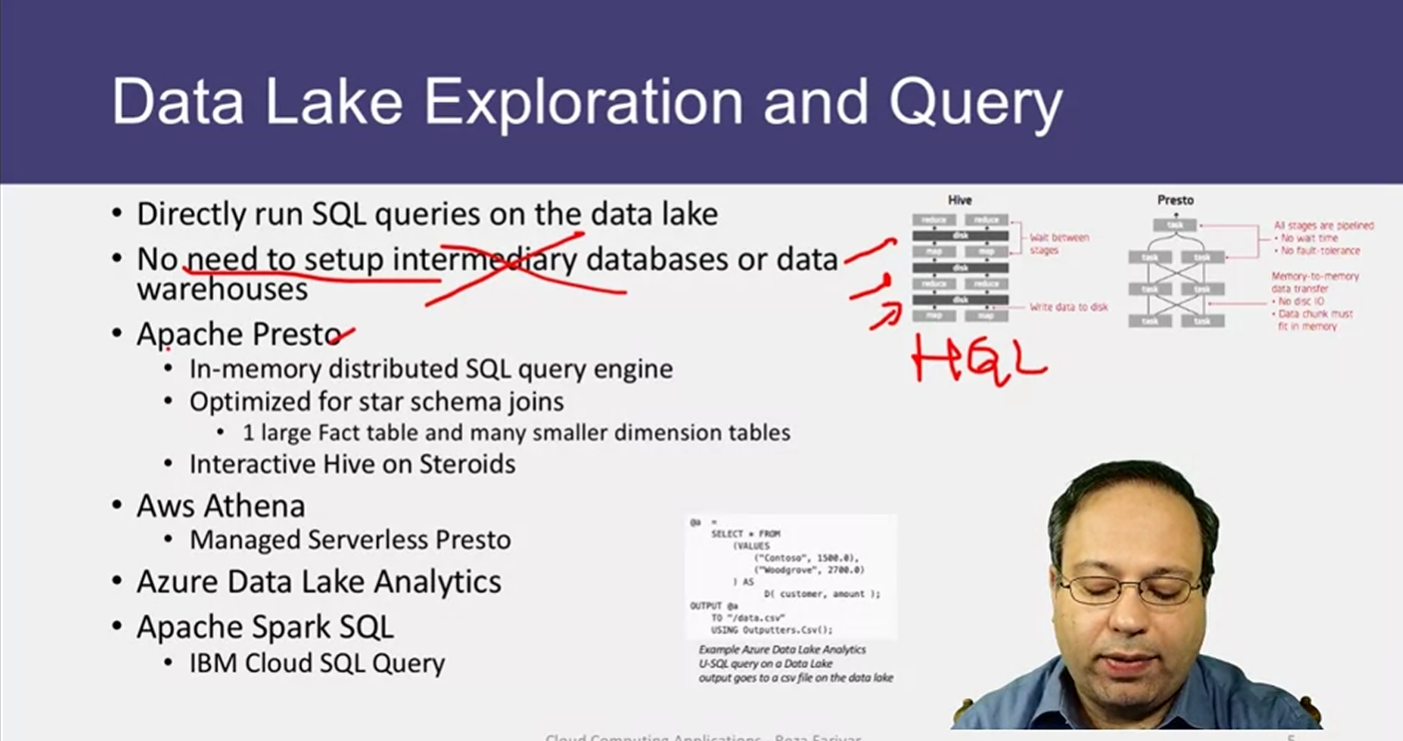 Data Lake Exploration and Query
• Directly run SQL queries on the data lake
• No need to setup intermediary databases or data
warehouses
• Apache Presto
• In-memory distributed SQL query engine
• Optimized for star schema joins
• 1 large Fact table and many smaller dimension tables
• Interactive Hive on Steroids
• Aws Athena
• Managed Serverless Presto
• Azure Data Lake Analytics
• Apache Spark SQL
• IBM Cloud SQL Query
Hive
reduce reduce
disk
map map
disk
reduce reduce
disk
map map
Wait between
stages
Write data to disk
HQL
Presto
task
task task
task task
task task
All stages are pipelined
• No wait time
• No fault-tolerance
Memory-to-memory
data transfer
• No disc IO
• Data chunk must
fit in memory
@a =
SELECT * FROM
(VALUES
("Contoso", 1500.0),
("Woodgrove", 2700.0)
) AS
D( customer, amount );
OUTPUT @a
TO "/data.csv"
USING Outputters.Csv();
Example Azure Data Lake Analytics
U-SQL query on a Data Lake
output goes to a csv file on the data lake
Cloud Computing Applications - Reza Farivar
5